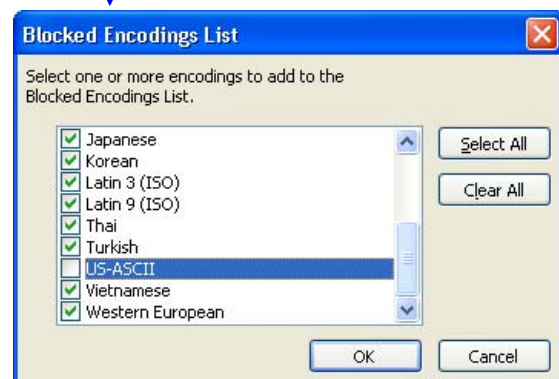 Blocked Encodings List
Select one or more encodings to add to the
Blocked Encodings List.
Japanese
Korean
Latin 3 (ISO)
Latin 9 (ISO)
Thai
Turkish
US-ASCII
Vietnamese
Western European
Select All
Clear All
OK
Cancel